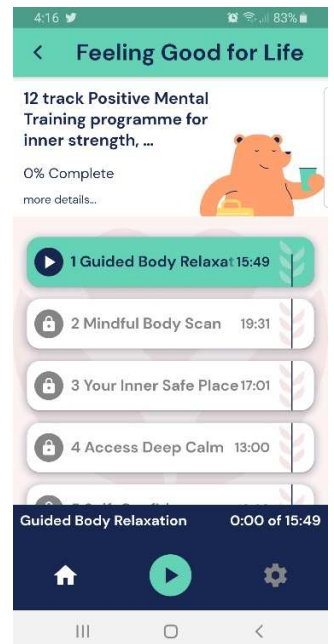 4:16 83%
Feeling Good for Life
12 track Positive Mental
Training programme for
inner strength, ...
0% Complete
more details...
1 Guided Body Relaxat 15:49
2 Mindful Body Scan 19:31
3 Your Inner Safe Place 17:01
4 Access Deep Calm 13:00
Guided Body Relaxation 0:00 of 15:49